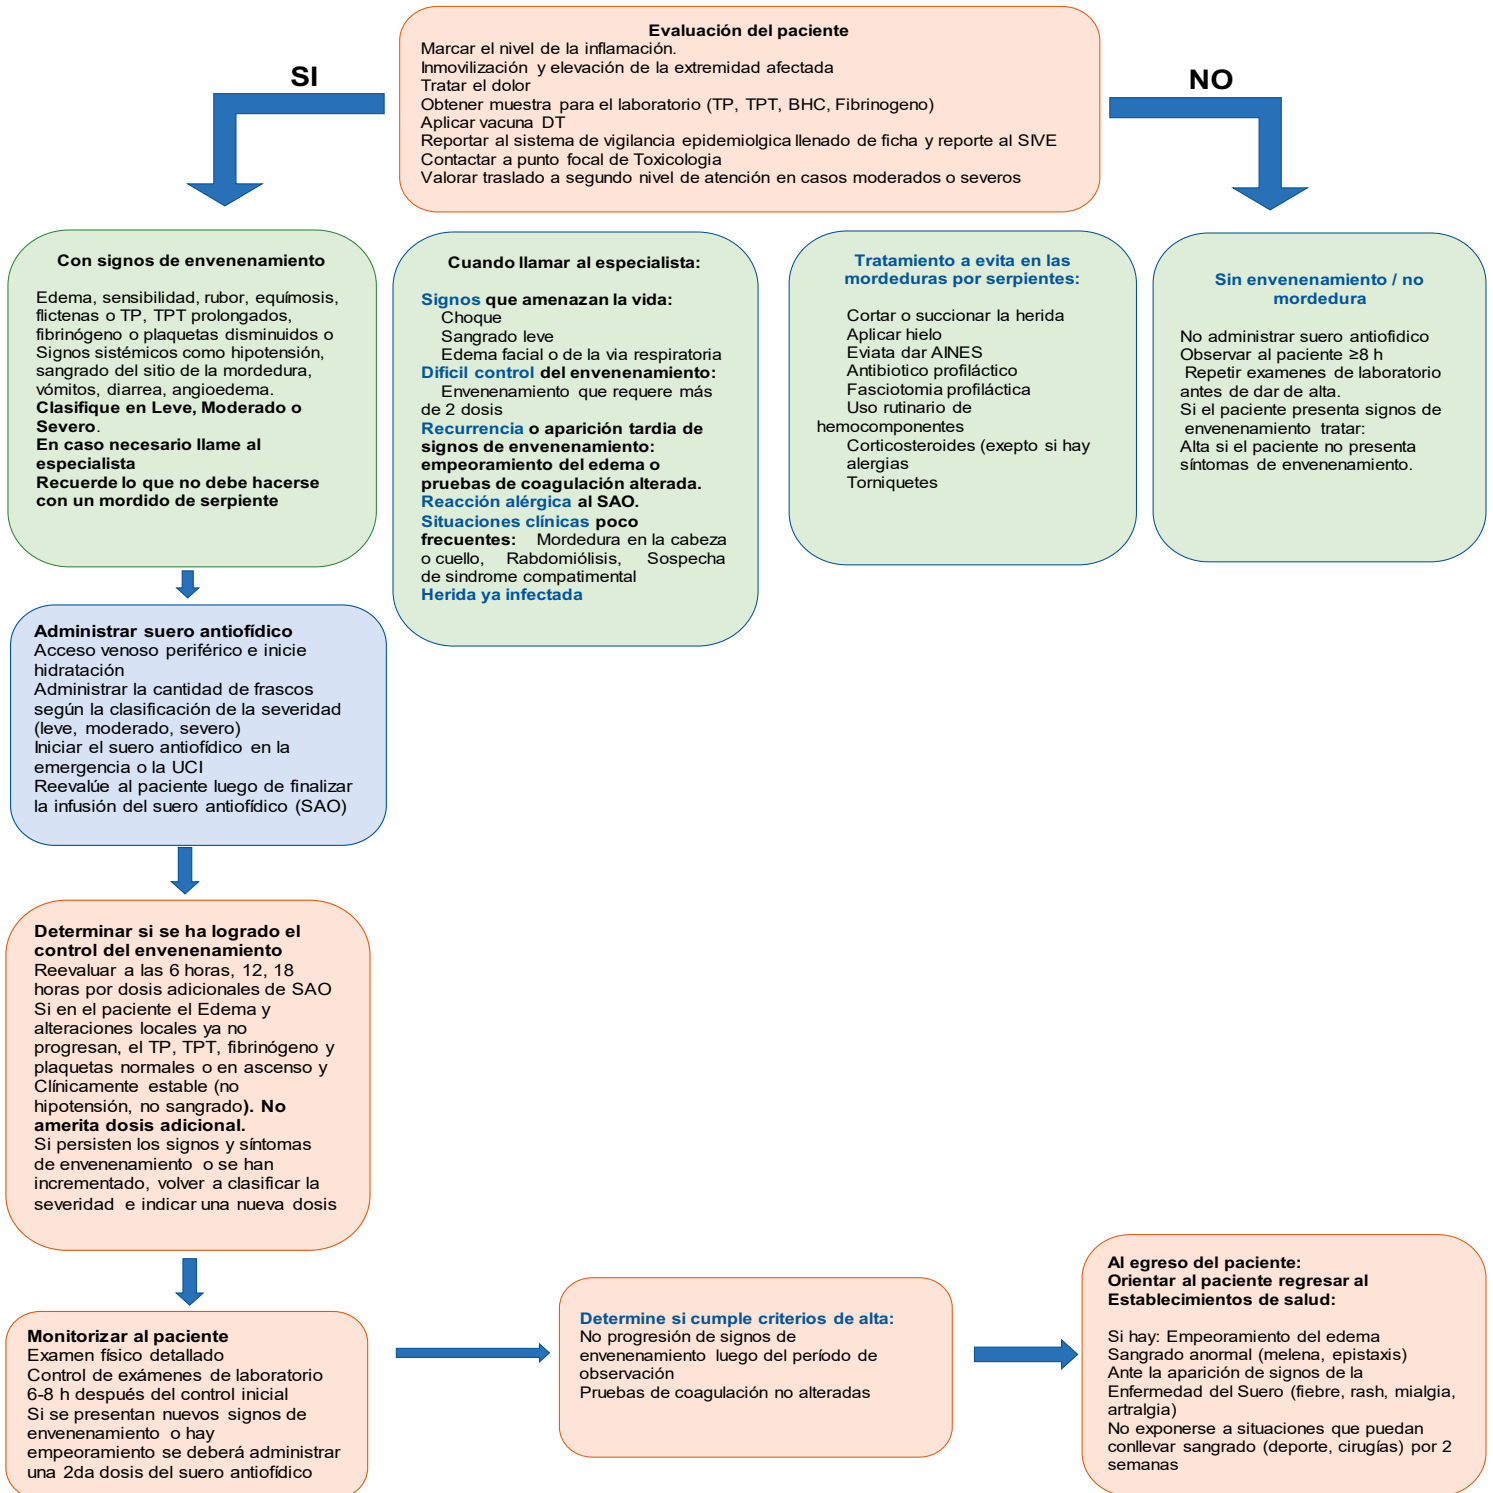 Evaluación del paciente
Marcar el nivel de la inflamación.
Inmovilización y elevación de la extremidad afectada
Tratar el dolor
Obtener muestra para el laboratorio (TP, TPT, BHC, Fibrinogeno)
Aplicar vacuna DT
Reportar al sistema de vigilancia epidemiolgica llenado de ficha y reporte al SIVE
Contactar a punto focal de Toxicologia
Valorar traslado a segundo nivel de atención en casos moderados o severos
SI
NO
Con signos de envenenamiento
Edema, sensibilidad, rubor, equímosis,
flictenas o TP, TPT prolongados,
fibrinógeno o plaquetas disminuidos o
Signos sistémicos como hipotensión,
sangrado del sitio de la mordedura,
vómitos, diarrea, angioedema.
Clasifique en Leve, Moderado o
Severo.
En caso necesario llame al
especialista
Recuerde lo que no debe hacerse
con un mordido de serpiente
Cuando llamar al especialista:
Signos que amenazan la vida:
Choque
Sangrado leve
Edema facial o de la via respiratoria
Dificil control del envenenamiento:
Envenenamiento que requere más
de 2 dosis
Recurrencia o aparición tardia de
signos de envenenamiento:
empeoramiento del edema o
pruebas de coagulación alterada.
Reacción alérgica al SAO.
Situaciones clínicas poco
frecuentes: Mordedura en la cabeza
o cuello, Rabdomiólisis, Sospecha
de sindrome compatimental
Herida ya infectada
Tratamiento a evita en las
mordeduras por serpientes:
Cortar o succionar la herida
Aplicar hielo
Eviata dar AINES
Antibiotico profiláctico
Fasciotomia profiláctica
Uso rutinario de
hemocomponentes
Corticosteroides (exepto si hay
alergias
Torniquetes
Sin envenenamiento / no
mordedura
No administrar suero antiofidico
Observar al paciente ≥8 h
Repetir examenes de laboratorio
antes de dar de alta.
Si el paciente presenta signos de
envenenamiento tratar:
Alta si el paciente no presenta
síntomas de envenenamiento.
Administrar suero antiofídico
Acceso venoso periférico e inicie
hidratación
Administrar la cantidad de frascos
según la clasificación de la severidad
(leve, moderado, severo)
Iniciar el suero antiofídico en la
emergencia o la UCI
Reevalúe al paciente luego de finalizar
la infusión del suero antiofídico (SAO)
Determinar si se ha logrado el
control del envenenamiento
Reevaluar a las 6 horas, 12, 18
horas por dosis adicionales de SAO
Si en el paciente el Edema y
alteraciones locales ya no
progresan, el TP, TPT, fibrinógeno y
plaquetas normales o en ascenso y
Clínicamente estable (no
hipotensión, no sangrado). No
amerita dosis adicional.
Si persisten los signos y síntomas
de envenenamiento o se han
incrementado, volver a clasificar la
severidad e indicar una nueva dosis
Monitorizar al paciente
Examen físico detallado
Control de exámenes de laboratorio
6-8 h después del control inicial
Si se presentan nuevos signos de
envenenamiento o hay
empeoramiento se deberá administrar
una 2da dosis del suero antiofídico
Determine si cumple criterios de alta:
No progresión de signos de
envenenamiento luego del período de
observación
Pruebas de coagulación no alteradas
Al egreso del paciente:
Orientar al paciente regresar al
Establecimientos de salud:
Si hay: Empeoramiento del edema
Sangrado anormal (melena, epistaxis)
Ante la aparición de signos de la
Enfermedad del Suero (fiebre, rash, mialgia,
artralgia)
No exponerse a situaciones que puedan
conllevar sangrado (deporte, cirugías) por 2
semanas